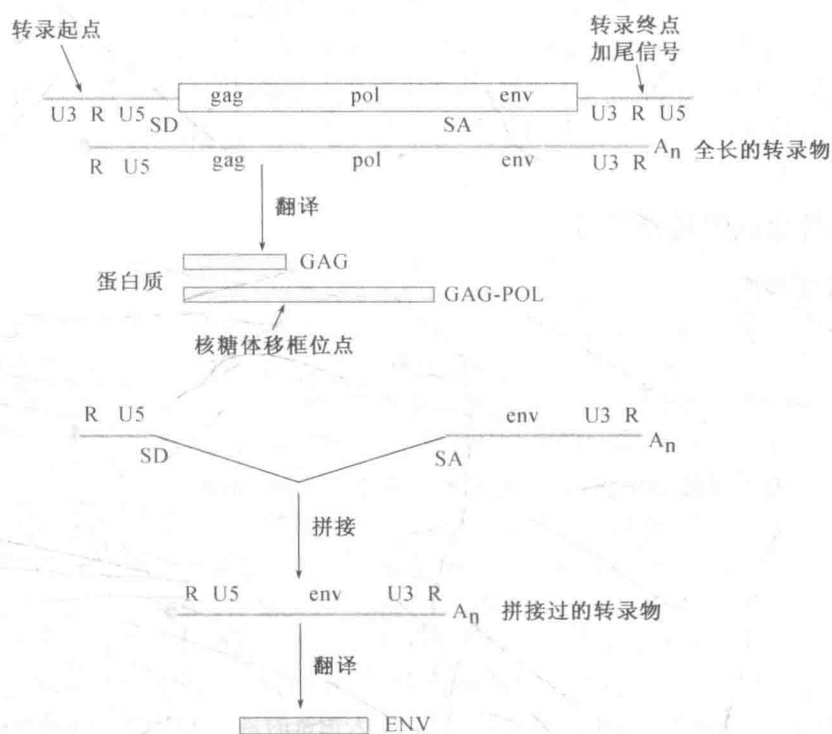 转录起点
转录终点
加尾信号
gag pol env
U3 R U5 SD SA U3 R U5
R U5 gag pol env U3 R An 全长的转录物
翻译
蛋白质
GAG
GAG-POL
核糖体移框位点
R U5 env U3 R
SD SA An
拼接
R U5 env U3 R
An 拼接过的转录物
翻译
ENV